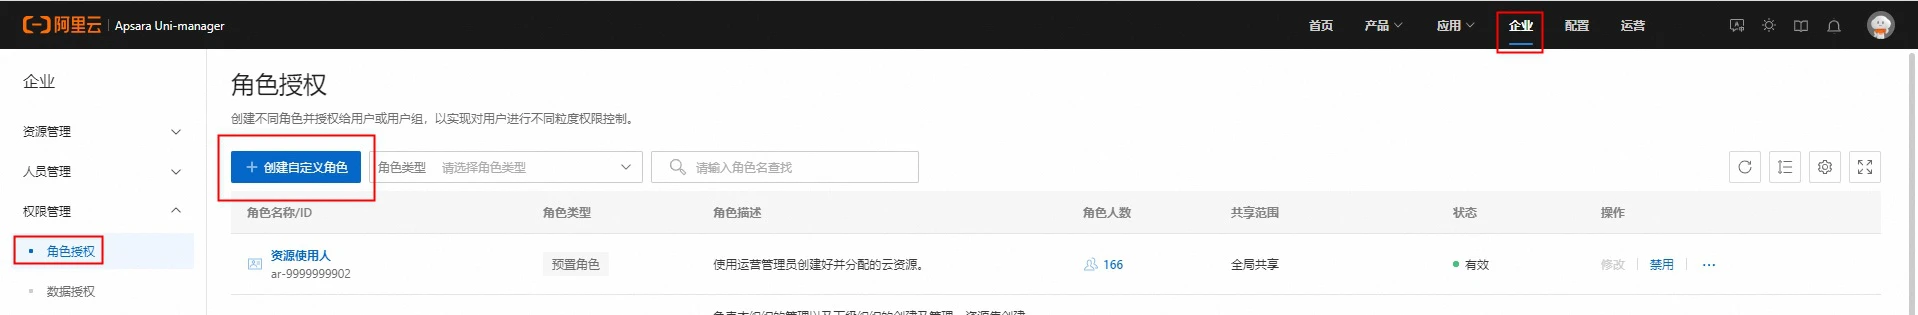 阿里云 | Apsara Uni-manager 首页 产品 应用 企业 配置 运营
企业
角色授权
创建不同角色并授权给用户或用户组，以实现对用户进行不同粒度权限控制。
资源管理
人员管理
权限管理
角色授权
数据授权
+ 创建自定义角色 角色类型 请选择角色类型 请输入角色名查找
角色名称/ID 角色类型 角色描述 角色人数 共享范围 状态 操作
资源使用人
ar-9999999902
预置角色 使用运营管理员创建好并分配的云资源。 166 全局共享 有效 修改 禁用 ···